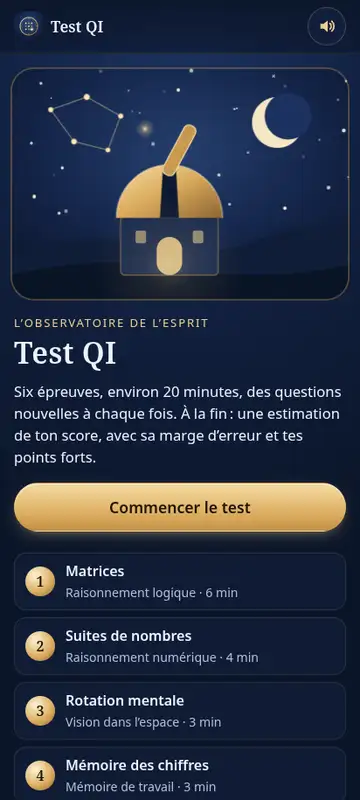 Test QI
L’OBSERVATOIRE DE L’ESPRIT
Test QI
Six épreuves, environ 20 minutes, des questions
nouvelles à chaque fois. À la fin : une estimation
de ton score, avec sa marge d’erreur et tes
points forts.
Commencer le test
1
Matrices
Raisonnement logique · 6 min
2
Suites de nombres
Raisonnement numérique · 4 min
3
Rotation mentale
Vision dans l’espace · 3 min
4
Mémoire des chiffres
Mémoire de travail · 3 min